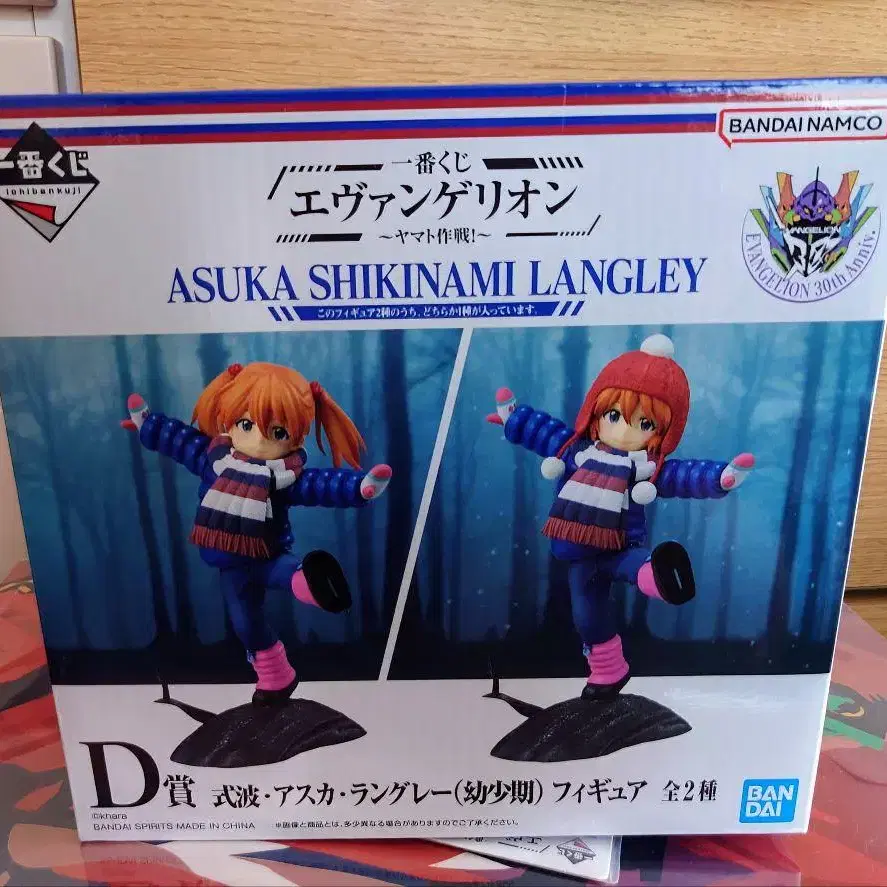 BANDAI NAMCO
一番くじ
ichibankuji
一番くじ
エヴァンゲリオン
～ヤマト作戦!～
EVANGELION
EVANGELION 30th Anniv.
ASUKA SHIKINAMI LANGLEY
このフィギュア2種のうち、どちらか1種が入っています。
D賞 式波・アスカ・ラングレー(幼少期) フィギュア 全2種
©khara
BANDAI SPIRITS MADE IN CHINA ※画像と商品とは、多少異なる場合がありますのでご了承ください。
BAN
DAI
一番くじ